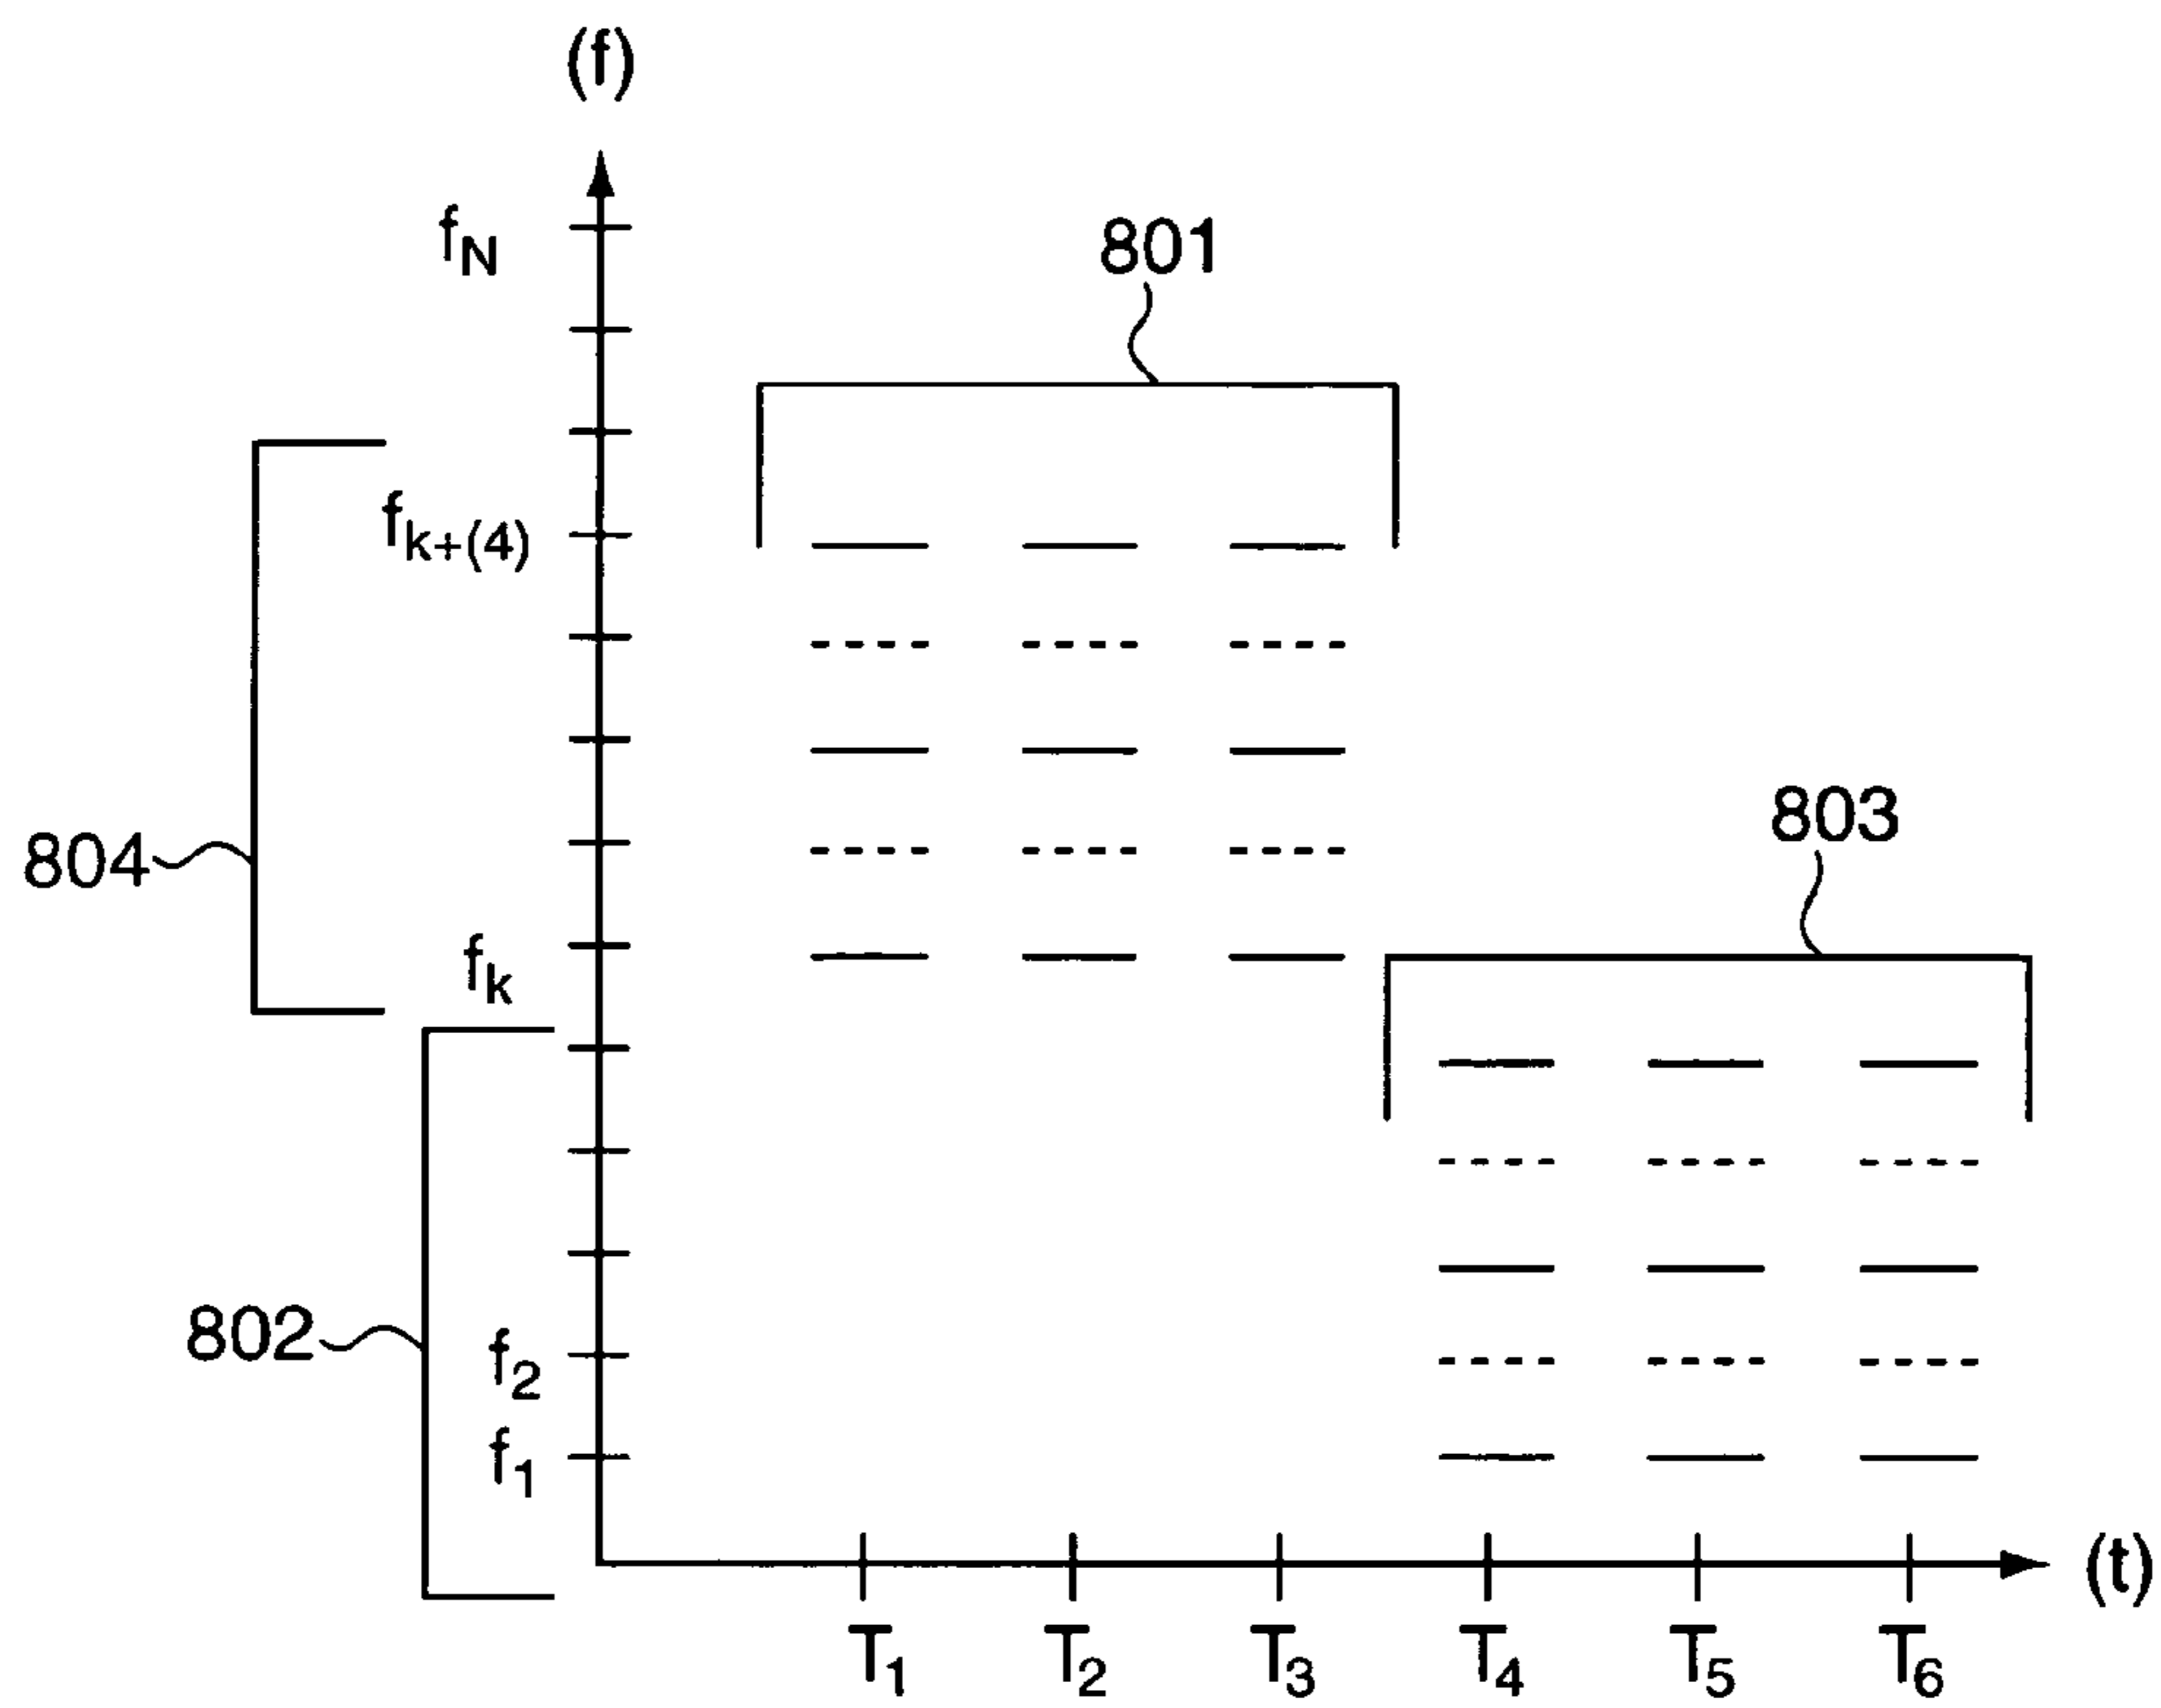 (f)
f_N
801
f_k+(4)
803
804
f_k
802
f_2
f_1
(t)
T_1 T_2 T_3 T_4 T_5 T_6